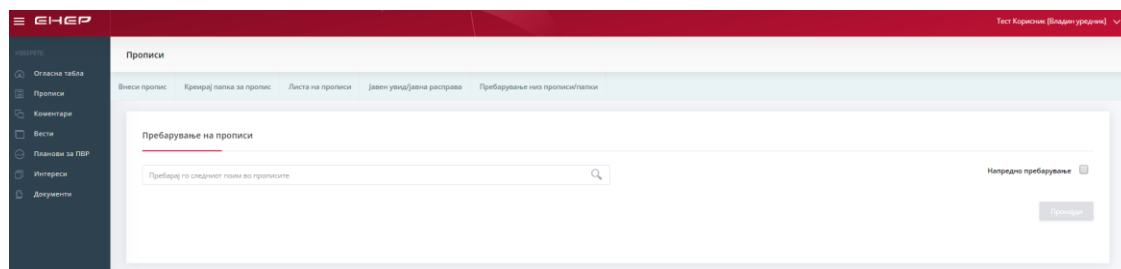 ЕНЕР
Тест Корисник [Владин уредник]
ИЗБЕРЕТЕ
Огласна табла
Прописи
Коментари
Вести
Планови за ПВР
Интереси
Документи
Прописи
Внеси пропис Креирај папка за пропис Листа на прописи Јавен увид/јавна расправа Пребарување низ прописи/папки
Пребарување на прописи
Пребарај го следниот поим во прописите
Напредно пребарување
Пронајди